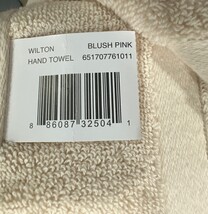 WILTON BLUSH PINK
HAND TOWEL 651707761011
8 86087 32504 1